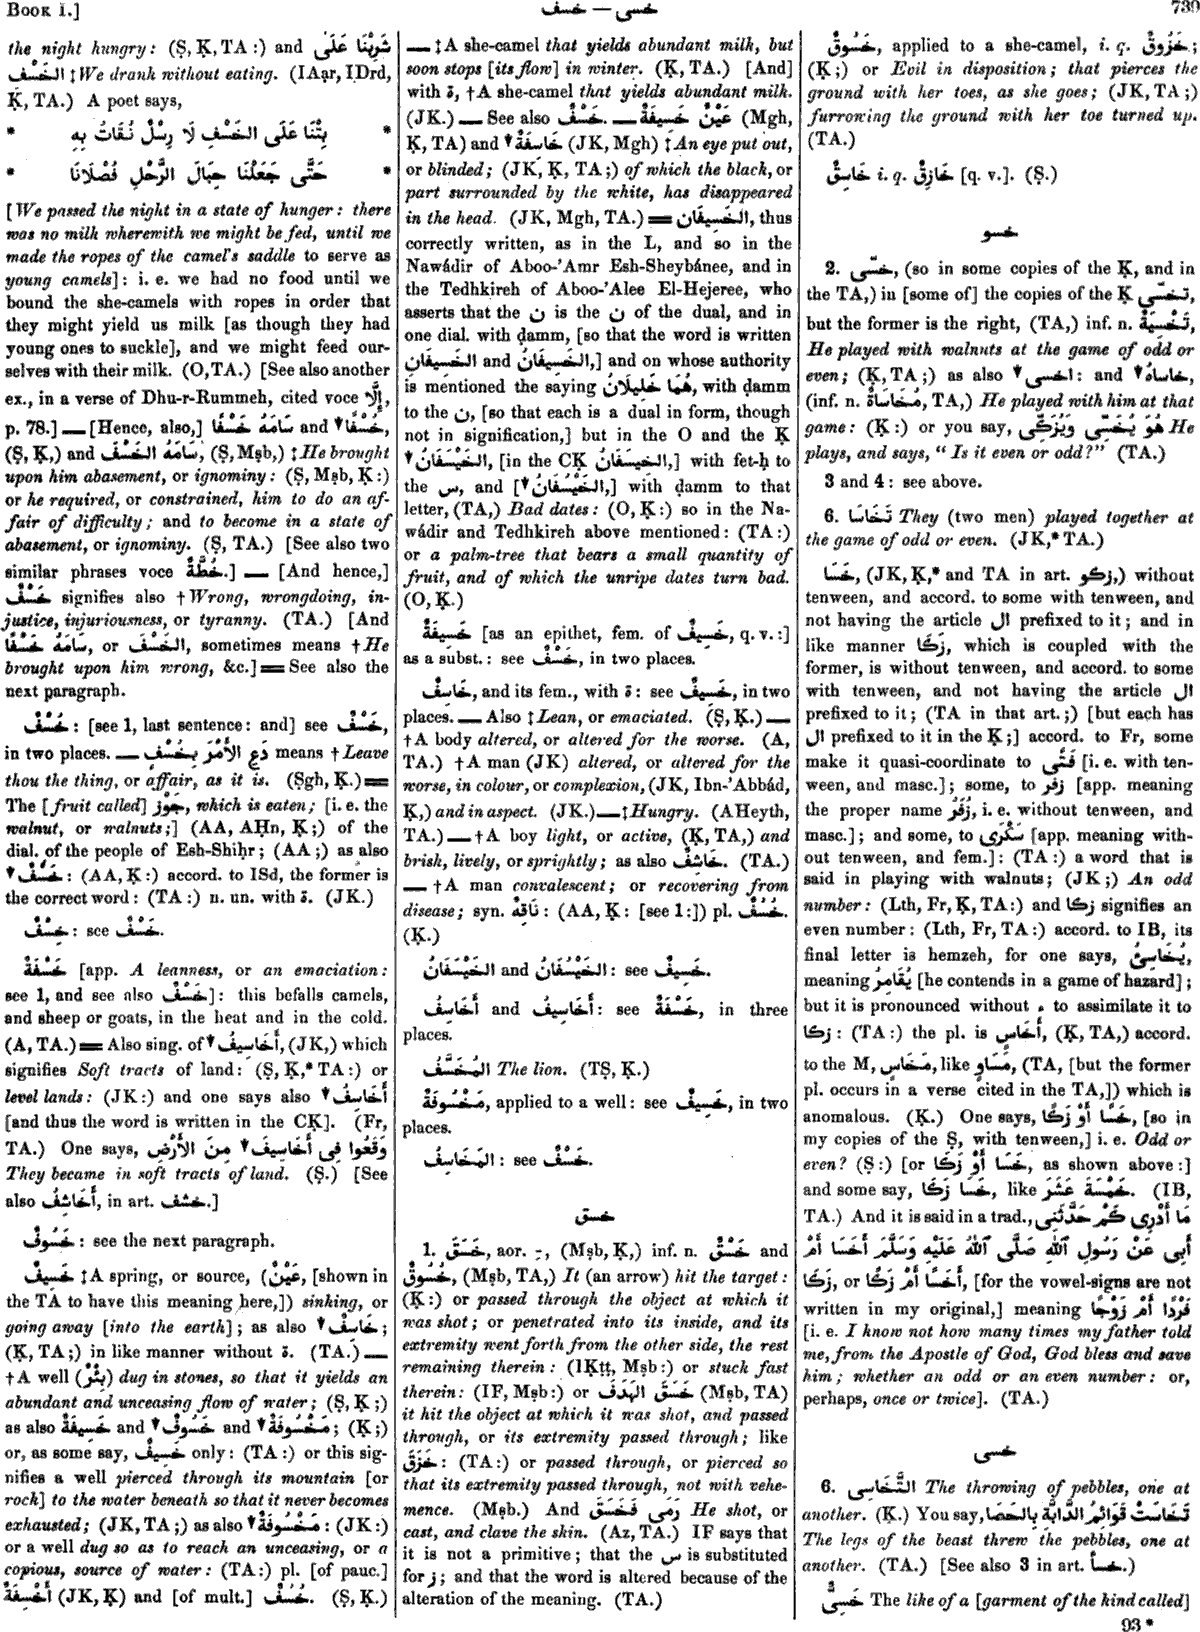 BOOK I.]
خسف — خسى
739
the night hungry: (Ṣ, Ḳ, TA:) and شَرِبْنَا عَلَى
الخَسْفِ ‡ We drank without eating. (IAạr, IDrd,
Ḳ, TA.) A poet says,
* بِتْنَا عَلَى الخَسْفِ لَا رِسْلٌ نُقَاتُ بِهِ *
* حَتَّى جَعَلْنَا حِبَالَ الرَّحْلِ فُصْلَانَا *
[We passed the night in a state of hunger: there
was no milk wherewith we might be fed, until we
made the ropes of the camel's saddle to serve as
young camels]: i. e. we had no food until we
bound the she-camels with ropes in order that
they might yield us milk [as though they had
young ones to suckle], and we might feed our-
selves with their milk. (O, TA.) [See also another
ex., in a verse of Dhu-r-Rummeh, cited voce إِلَّا,
p. 78.] — [Hence, also,] سَامَهُ خَسْفًا and خُسْفًا▼,
(Ṣ, Ḳ,) and سَامَهُ الخَسْفَ, (Ṣ, Mṣb,) ‡ He brought
upon him abasement, or ignominy: (Ṣ, Mṣb, Ḳ:)
or he required, or constrained, him to do an af-
fair of difficulty; and to become in a state of
abasement, or ignominy. (Ṣ, TA.) [See also two
similar phrases voce خُطَّةٌ.] — [And hence,]
خَسْفٌ signifies also † Wrong, wrongdoing, in-
justice, injuriousness, or tyranny. (TA.) [And
سَامَهُ خَسْفًا, or الخَسْفَ, sometimes means † He
brought upon him wrong, &c.] = See also the
next paragraph.
خُسْفٌ: [see 1, last sentence: and] see خَسْفٌ,
in two places. — دَعِ الأَمْرَ بِخُسْفٍ means † Leave
thou the thing, or affair, as it is. (Ṣgh, Ḳ.) =
The [fruit called] جَوْز, which is eaten; [i. e. the
walnut, or walnuts;] (AA, AḤn, Ḳ;) of the
dial. of the people of Esh-Shiḥr; (AA;) as also
خَسْفٌ▼: (AA, Ḳ:) accord. to ISd, the former is
the correct word: (TA:) n. un. with ة. (JK.)
خِسْفٌ: see خَسْفٌ.
خَسْفَةٌ [app. A leanness, or an emaciation:
see 1, and see also خَسْفٌ]: this befalls camels,
and sheep or goats, in the heat and in the cold.
(A, TA.) = Also sing. of أَخَاسِيفُ▼, (JK,) which
signifies Soft tracts of land: (Ṣ, Ḳ,* TA:) or
level lands: (JK:) and one says also أَخَاسِفُ▼
[and thus the word is written in the CḲ]. (Fr,
TA.) One says, وَقَعُوا فِى أَخَاسِيفَ▼ مِنَ الأَرْضِ
They became in soft tracts of land. (Ṣ.) [See
also أَخَاشِفُ, in art. خشف.]
خَسُوفٌ: see the next paragraph.
خَسِيفٌ ‡ A spring, or source, (عَيْنٌ, [shown in
the TA to have this meaning here,]) sinking, or
going away [into the earth]; as also خَاسِفٌ▼;
(Ḳ, TA;) in like manner without ة. (TA.) —
† A well (بِئْرٌ) dug in stones, so that it yields an
abundant and unceasing flow of water; (Ṣ, Ḳ;)
as also خَسِيفَةٌ and خَسُوفٌ▼ and مَخْسُوفَةٌ▼; (Ḳ;)
or, as some say, خَسِيفٌ only: (TA:) or this sig-
nifies a well pierced through its mountain [or
rock] to the water beneath so that it never becomes
exhausted; (JK, TA;) as also مَخْسُوفَةٌ▼: (JK:)
or a well dug so as to reach an unceasing, or a
copious, source of water: (TA:) pl. [of pauc.]
أَخْسِفَةٌ (JK, Ḳ) and [of mult.] خُسُفٌ. (Ṣ, Ḳ.)
— ‡ A she-camel that yields abundant milk, but
soon stops [its flow] in winter. (Ḳ, TA.) [And]
with ة, † A she-camel that yields abundant milk.
(JK.) — See also خَسْفٌ. — عَيْنٌ خَسِيفَةٌ (Mgh,
Ḳ, TA) and خَاسِفَةٌ▼ (JK, Mgh) ‡ An eye put out,
or blinded; (JK, Ḳ, TA;) of which the black, or
part surrounded by the white, has disappeared
in the head. (JK, Mgh, TA.) = الخَسِيفَان, thus
correctly written, as in the L, and so in the
Nawádir of Aboo-'Amr Esh-Sheybánee, and in
the Tedhkireh of Aboo-'Alee El-Hejeree, who
asserts that the ن is the ن of the dual, and in
one dial. with ḍamm, [so that the word is written
الخَسِيفَانِ and الخَسِيفَانُ,] and on whose authority
is mentioned the saying هُمَا خَلِيلَانُ, with ḍamm
to the ن, [so that each is a dual in form, though
not in signification,] but in the O and the Ḳ
الخَيْسَفَانُ▼, [in the CḲ الخيسِفَانُ,] with fet-ḥ to
the س, and [الخَيْسُفَانُ▼,] with ḍamm to that
letter, (TA,) Bad dates: (O, Ḳ:) so in the Na-
wádir and Tedhkireh above mentioned: (TA:)
or a palm-tree that bears a small quantity of
fruit, and of which the unripe dates turn bad.
(O, Ḳ.)
خَسِيفَةٌ [as an epithet, fem. of خَسِيفٌ, q. v.:]
as a subst.: see خَسْفٌ, in two places.
خَاسِفٌ, and its fem., with ة: see خَسِيفٌ, in two
places. — Also ‡ Lean, or emaciated. (Ṣ, Ḳ.) —
† A body altered, or altered for the worse. (A,
TA.) † A man (JK) altered, or altered for the
worse, in colour, or complexion, (JK, Ibn-'Abbád,
Ḳ,) and in aspect. (JK.) — ‡ Hungry. (AHeyth,
TA.) — † A boy light, or active, (Ḳ, TA,) and
brish, lively, or sprightly; as also خَاشِفٌ. (TA.)
— † A man convalescent; or recovering from
disease; syn. نَاقِهٌ: (AA, Ḳ: [see 1:]) pl. خُسُفٌ.
(Ḳ.)
الخَيْسَفَانُ and الخَيْسُفَانُ: see خَسِيفٌ.
أَخَاسِفُ and أَخَاسِيفُ: see خَسْفَةٌ, in three
places.
المُخَسَّفُ The lion. (TṢ, Ḳ.)
مَخْسُوفَةٌ, applied to a well: see خَسِيفٌ, in two
places.
المَخَاسِفُ: see خَسْفٌ.
خسق
1. خَسَقَ, aor. ـِ, (Mṣb, Ḳ,) inf. n. خَسْقٌ and
خُسُوقٌ, (Mṣb, TA,) It (an arrow) hit the target:
(Ḳ:) or passed through the object at which it
was shot; or penetrated into its inside, and its
extremity went forth from the other side, the rest
remaining therein: (IḲṭṭ, Mṣb:) or stuck fast
therein: (IF, Mṣb:) or خَسَقَ الهَدَفَ (Mṣb, TA)
it hit the object at which it was shot, and passed
through, or its extremity passed through; like
خَزَقَ: (TA:) or passed through, or pierced so
that its extremity passed through, not with vehe-
mence. (Mṣb.) And رَمَى فَخَسَقَ He shot, or
cast, and clave the skin. (Az, TA.) IF says that
it is not a primitive; that the س is substituted
for ز; and that the word is altered because of the
alteration of the meaning. (TA.)
خَسُوقٌ, applied to a she-camel, i. q. خَزُوقٌ;
(Ḳ;) or Evil in disposition; that pierces the
ground with her toes, as she goes; (JK, TA;)
furrowing the ground with her toe turned up.
(TA.)
خَاسِقٌ i. q. خَازِقٌ [q. v.]. (Ṣ.)
خسو
2. خسّى, (so in some copies of the Ḳ, and in
the TA,) in [some of] the copies of the Ḳ تخسّى,
but the former is the right, (TA,) inf. n. تَخْسِيَةٌ,
He played with walnuts at the game of odd or
even; (Ḳ, TA;) as also اخسى▼: and خاساهُ▼,
(inf. n. مُخَاسَاةٌ, TA,) He played with him at that
game: (Ḳ:) or you say, هُوَ يُخَسِّى وَيُزَكِّى He
plays, and says, “Is it even or odd?” (TA.)
3 and 4: see above.
6. تَخَاسَا They (two men) played together at
the game of odd or even. (JK,* TA.)
خَسَا, (JK, Ḳ,* and TA in art. زكو,) without
tenween, and accord. to some with tenween, and
not having the article ال prefixed to it; and in
like manner زَكَا, which is coupled with the
former, is without tenween, and accord. to some
with tenween, and not having the article ال
prefixed to it; (TA in that art.;) [but each has
ال prefixed to it in the Ḳ;] accord. to Fr, some
make it quasi-coordinate to فَتًى [i. e. with ten-
ween, and masc.]; some, to زفر [app. meaning
the proper name زُفَرُ, i. e. without tenween, and
masc.]; and some, to سَكْرَى [app. meaning with-
out tenween, and fem.]: (TA:) a word that is
said in playing with walnuts; (JK;) An odd
number: (Lth, Fr, Ḳ, TA:) and زكا signifies an
even number: (Lth, Fr, TA:) accord. to IB, its
final letter is hemzeh, for one says, يُخَاسِئُ,
meaning يُقَامِرُ [he contends in a game of hazard];
but it is pronounced without ء to assimilate it to
زكا: (TA:) the pl. is أَخَاسٍ, (Ḳ, TA,) accord.
to the M, مَخَاسٍ, like مَسَاوٍ, (TA, [but the former
pl. occurs in a verse cited in the TA,]) which is
anomalous. (Ḳ.) One says, خَسًا أَوْ زَكًا, [so in
my copies of the Ṣ, with tenween,] i. e. Odd or
even? (Ṣ:) [or خَسَا أَوْ زَكَا, as shown above:]
and some say, خَسَا زَكَا, like خَمْسَةَ عَشَرَ. (IB,
TA.) And it is said in a trad., مَا أَدْرِى كَمْ حَدَّثَنِى
أَبِى عَنْ رَسُولِ ٱللّٰهِ صَلَّى ٱللّٰهُ عَلَيْهِ وَسَلَّمَ أَخَسَا أَمْ
زَكَا, or أَخَسًا أَمْ زَكًا, [for the vowel-signs are not
written in my original,] meaning فَرْدًا أَمْ زَوْجًا
[i. e. I know not how many times my father told
me, from the Apostle of God, God bless and save
him; whether an odd or an even number: or,
perhaps, once or twice]. (TA.)
خسى
6. التَّخَاسِى The throwing of pebbles, one at
another. (Ḳ.) You say, تَخَاسَتْ قَوَائِمُ الدَّابَّةِ بِالحَصَا
The legs of the beast threw the pebbles, one at
another. (TA.) [See also 3 in art. خسأ.]
خَسِىٌّ The like of a [garment of the kind called]
93*